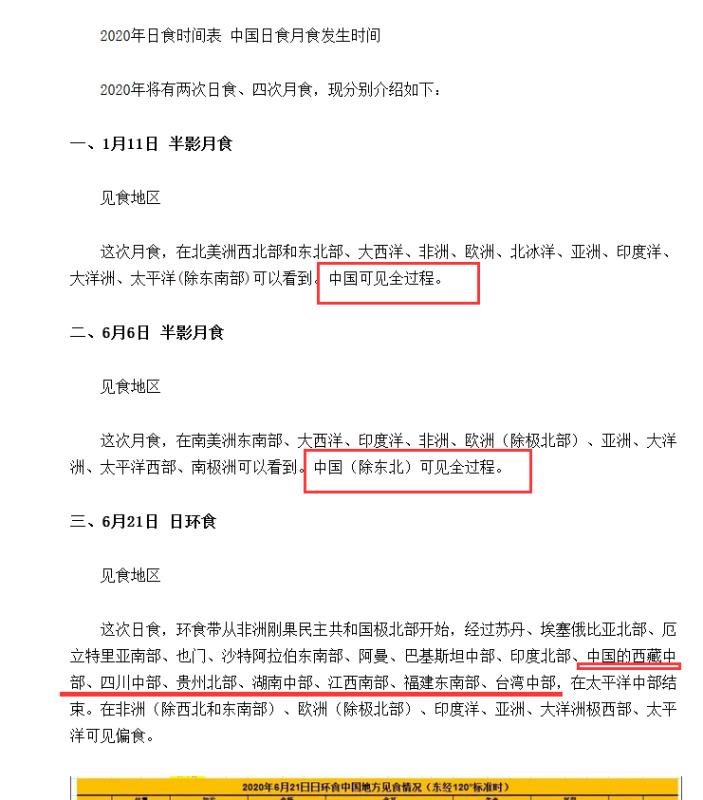 2020年日食时间表 中国日食月食发生时间
2020年将有两次日食、四次月食，现分别介绍如下：
一、1月11日 半影月食
见食地区
这次月食，在北美洲西北部和东北部、大西洋、非洲、欧洲、北冰洋、亚洲、印度洋、
大洋洲、太平洋(除东南部)可以看到。中国可见全过程。
二、6月6日 半影月食
见食地区
这次月食，在南美洲东南部、大西洋、印度洋、非洲、欧洲（除极北部）、亚洲、大洋
洲、太平洋西部、南极洲可以看到。中国（除东北）可见全过程。
三、6月21日 日环食
见食地区
这次日食，环食带从非洲刚果民主共和国极北部开始，经过苏丹、埃塞俄比亚北部、厄
立特里亚南部、也门、沙特阿拉伯东南部、阿曼、巴基斯坦中部、印度北部、中国的西藏中
部、四川中部、贵州北部、湖南中部、江西南部、福建东南部、台湾中部，在太平洋中部结
束。在非洲（除西北和东南部）、欧洲（除极北部）、印度洋、亚洲、大洋洲极西部、太平
洋可见偏食。
2020年6月21日日环食中国地方见食情况（东经120°标准时）